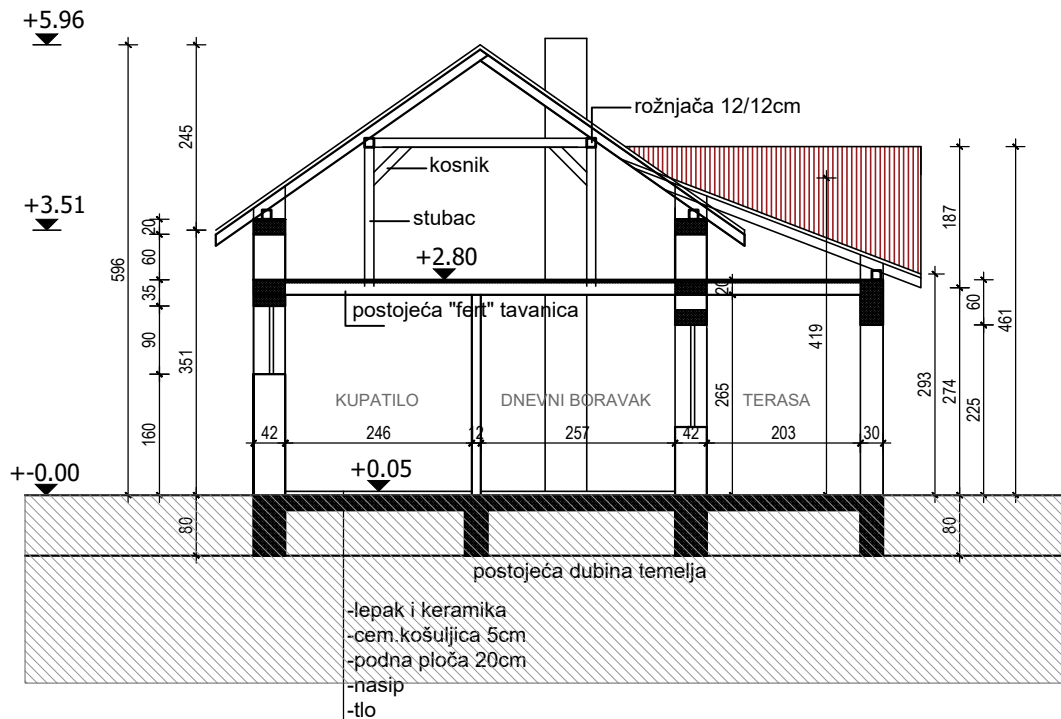 +5.96
rožnjača 12/12cm
kosnik
stubac
+3.51
+2.80
postojeća "fert" tavanica
245
596
351
20
60
35
90
160
80
187
461
60
419
293
274
225
20
265
80
KUPATILO
DNEVNI BORAVAK
TERASA
42
246
12
257
42
203
30
+-0.00
+0.05
postojeća dubina temelja
-lepak i keramika
-cem.košuljica 5cm
-podna ploča 20cm
-nasip
-tlo